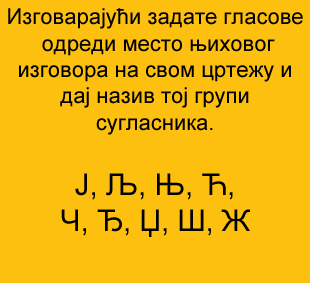 Изговарајући задате гласове
одреди место њиховог
изговора на свом цртежу и
дај назив тој групи
сугласника.
Ј, Љ, Њ, Ћ,
Ч, Ђ, Џ, Ш, Ж